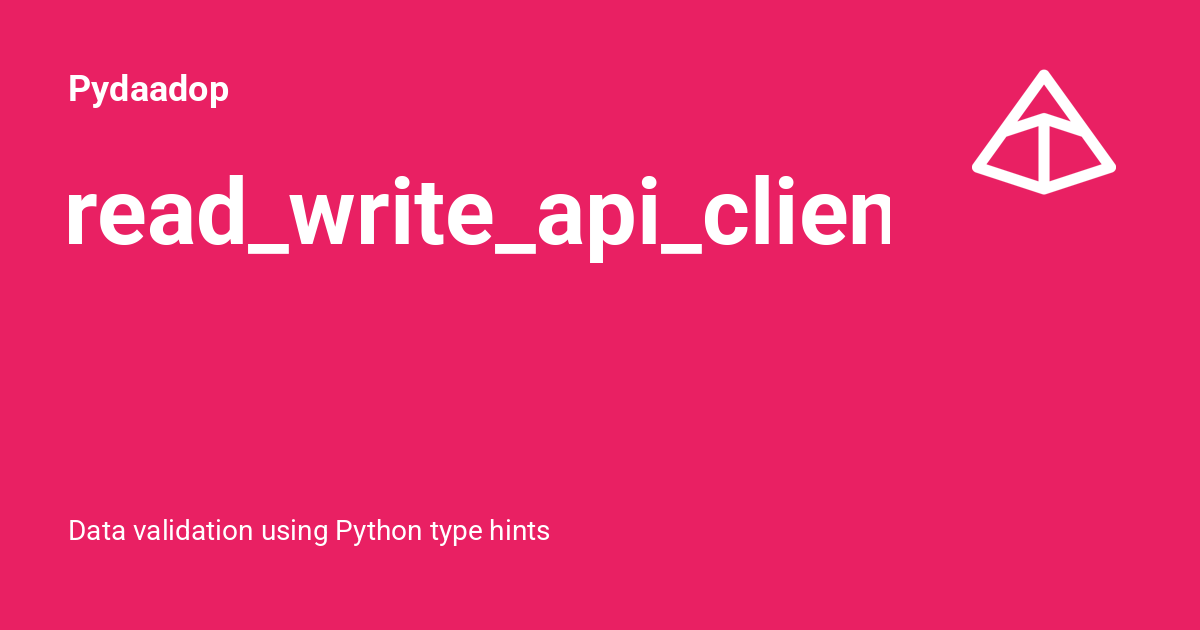 Pydaadop
read_write_api_clien
Data validation using Python type hints